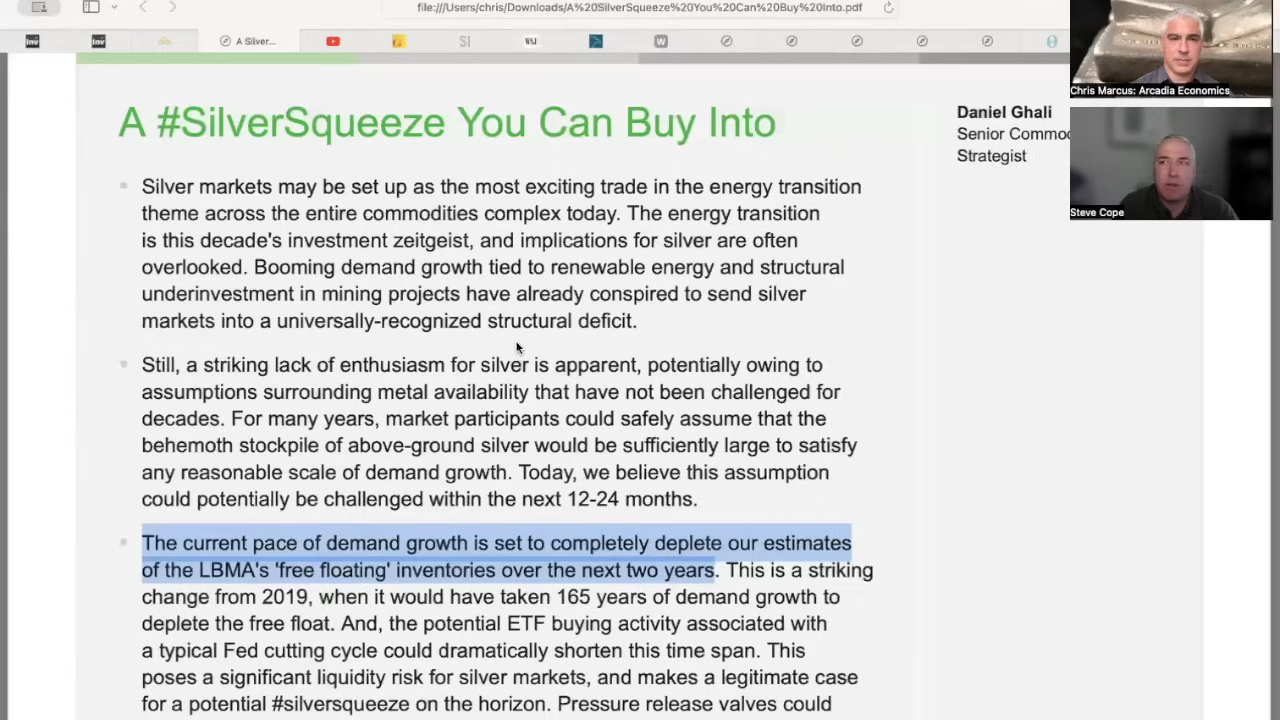 file:///Users/chris/Downloads/A%20SilverSqueeze%20You%20Can%20Buy%20Into.pdf
Inv
Inv
A Silver...
SI
WSJ
W
A #SilverSqueeze You Can Buy Into
Silver markets may be set up as the most exciting trade in the energy transition
theme across the entire commodities complex today. The energy transition
is this decade's investment zeitgeist, and implications for silver are often
overlooked. Booming demand growth tied to renewable energy and structural
underinvestment in mining projects have already conspired to send silver
markets into a universally-recognized structural deficit.
Still, a striking lack of enthusiasm for silver is apparent, potentially owing to
assumptions surrounding metal availability that have not been challenged for
decades. For many years, market participants could safely assume that the
behemoth stockpile of above-ground silver would be sufficiently large to satisfy
any reasonable scale of demand growth. Today, we believe this assumption
could potentially be challenged within the next 12-24 months.
The current pace of demand growth is set to completely deplete our estimates
of the LBMA's 'free floating' inventories over the next two years. This is a striking
change from 2019, when it would have taken 165 years of demand growth to
deplete the free float. And, the potential ETF buying activity associated with
a typical Fed cutting cycle could dramatically shorten this time span. This
poses a significant liquidity risk for silver markets, and makes a legitimate case
for a potential #silversqueeze on the horizon. Pressure release valves could
Daniel Ghali
Senior Commo
Strategist
Chris Marcus: Arcadia Economics
Steve Cope